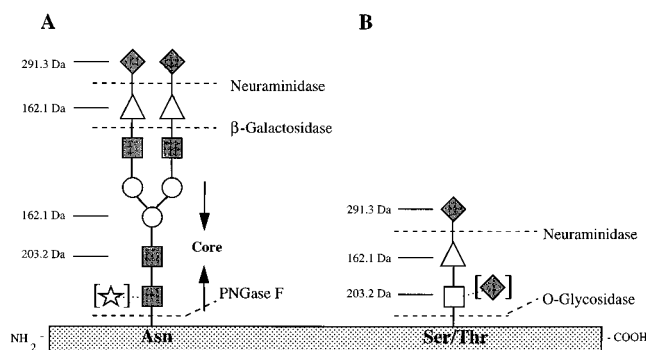 A
B
291.3 Da
Neuraminidase
162.1 Da
β-Galactosidase
162.1 Da
Core
203.2 Da
PNGase F
291.3 Da
Neuraminidase
162.1 Da
203.2 Da
O-Glycosidase
NH2
Asn
Ser/Thr
COOH